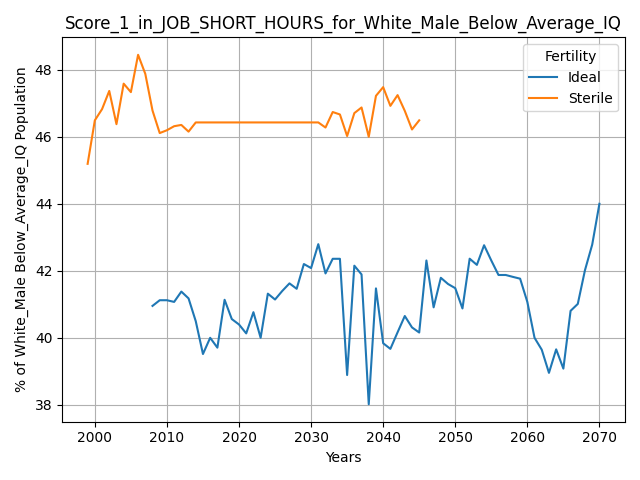 Score_1_in_JOB_SHORT_HOURS_for_White_Male_Below_Average_IQ
Fertility
Ideal
Sterile
% of White_Male Below_Average_IQ Population
48
46
44
42
40
38
2000 2010 2020 2030 2040 2050 2060 2070
Years